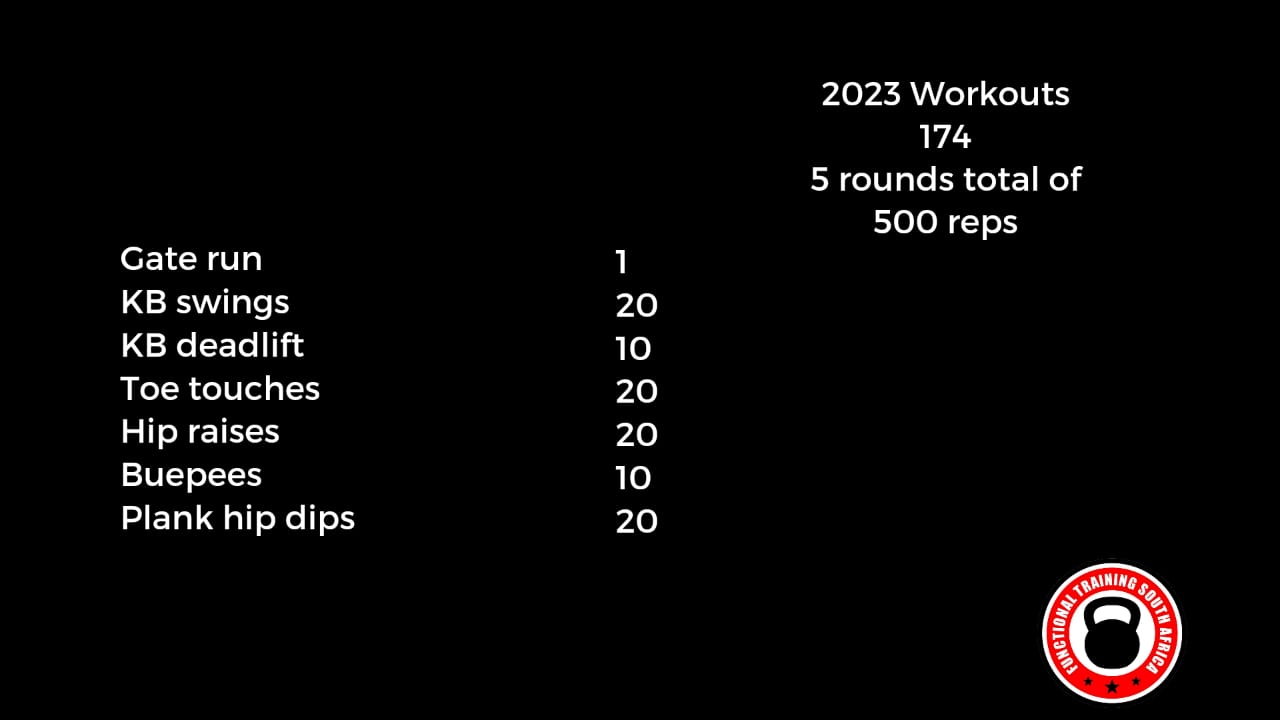 2023 Workouts
174
5 rounds total of
500 reps
Gate run 1
KB swings 20
KB deadlift 10
Toe touches 20
Hip raises 20
Buepees 10
Plank hip dips 20
FUNCTIONAL TRAINING SOUTH AFRICA